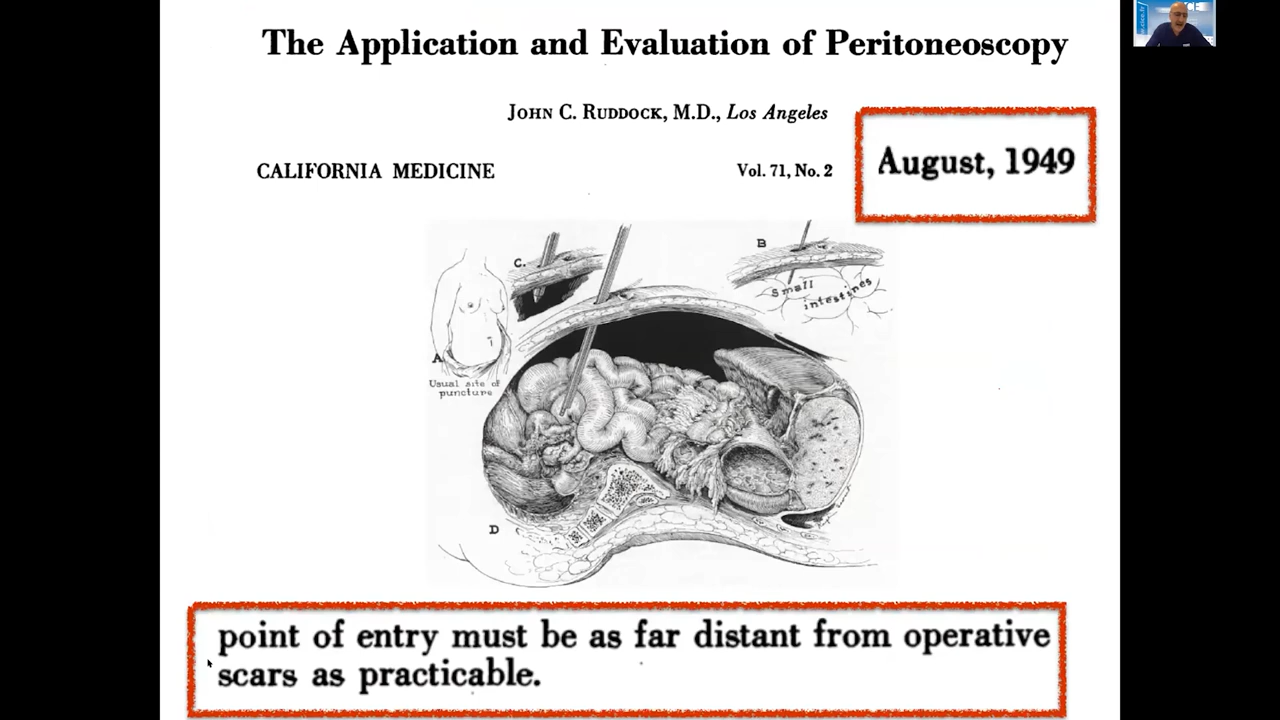 The Application and Evaluation of Peritoneoscopy
JOHN C. RUDDOCK, M.D., Los Angeles
CALIFORNIA MEDICINE
Vol. 71, No. 2
August, 1949
C.
B
Small
intestines
A
Usual site of
puncture
D
point of entry must be as far distant from operative
scars as practicable.